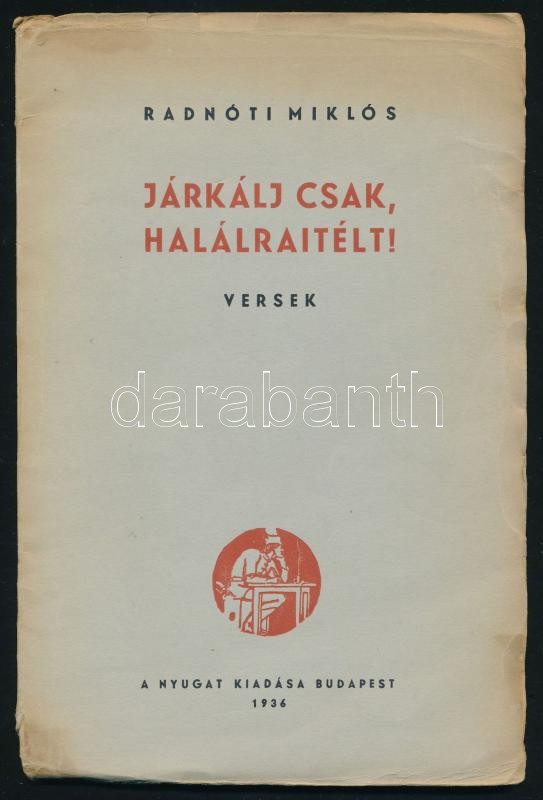 RADNÓTI MIKLÓS
JÁRKÁLJ CSAK,
HALÁLRAITÉLT!
VERSEK
darabanth
A NYUGAT KIADÁSA BUDAPEST
1936